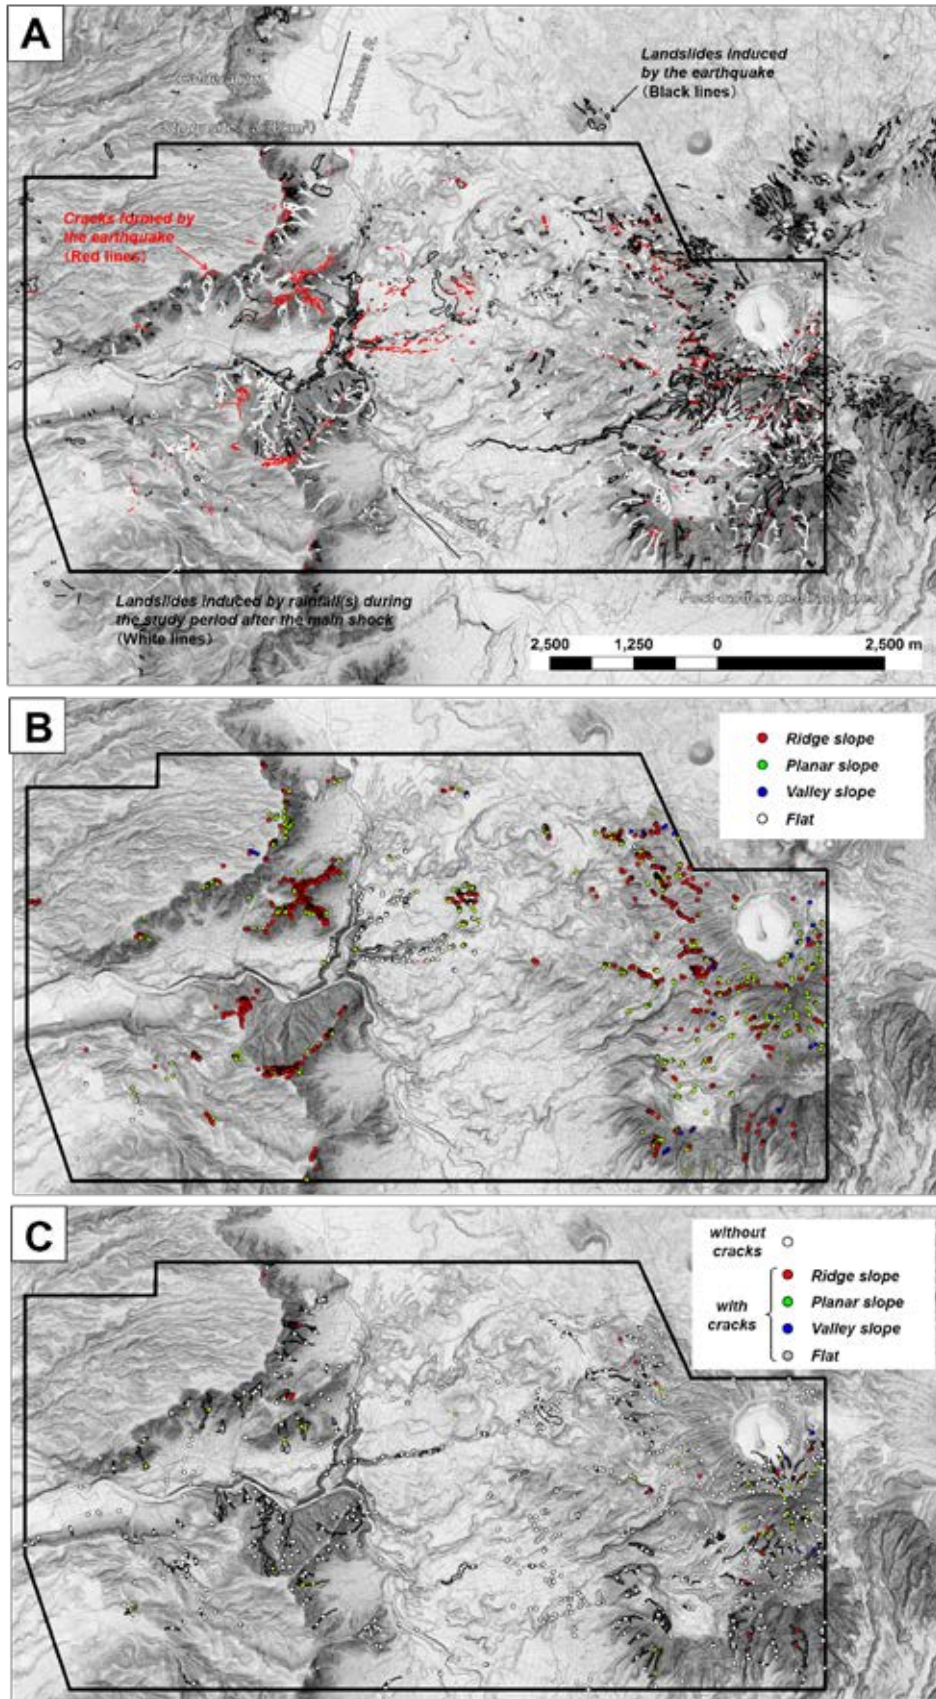 A
Landslides induced
by the earthquake
(Black lines)
Cracks formed by
the earthquake
(Red lines)
Landslides induced by rainfall(s) during
the study period after the main shock
(White lines)
2,500 1,250 0 2,500 m
B
Ridge slope
Planar slope
Valley slope
Flat
C
without
cracks
with
cracks
Ridge slope
Planar slope
Valley slope
Flat